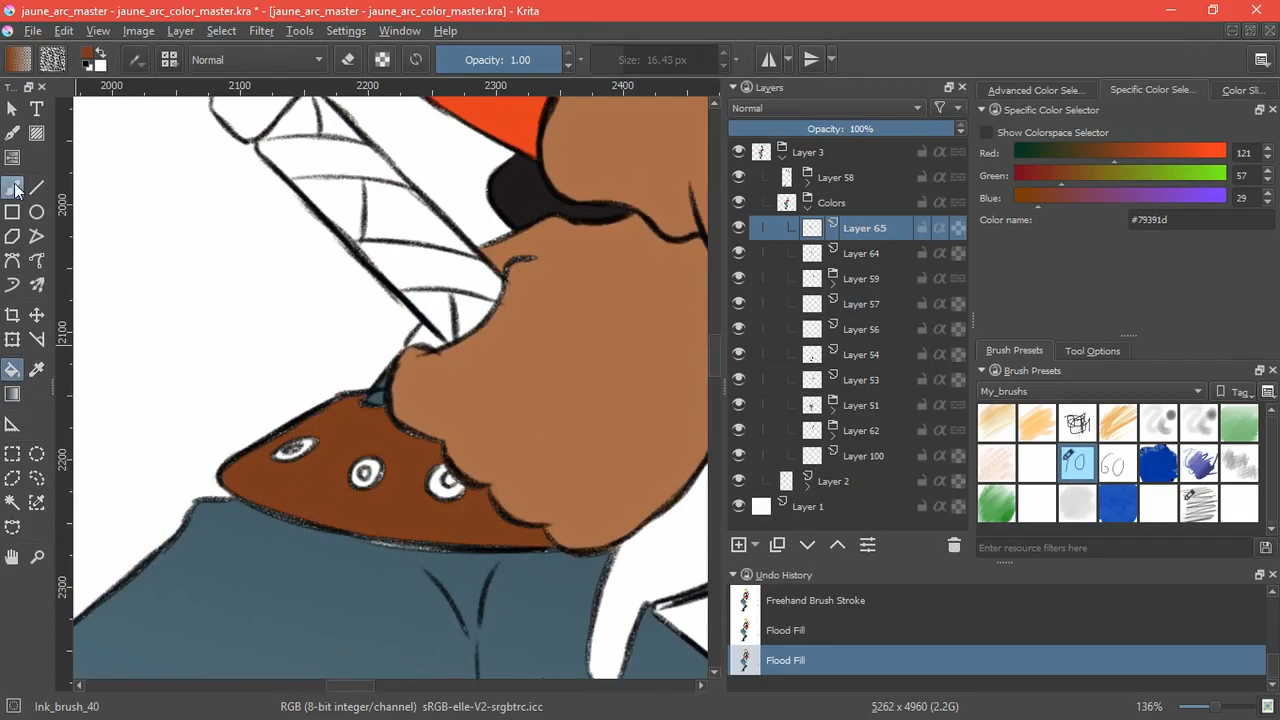 jaune_arc_master - jaune_arc_color_master.kra * - [jaune_arc_master - jaune_arc_color_master.kra] - Krita
File Edit View Image Layer Select Filter Tools Settings Window Help
Normal
Opacity: 1.00
Size: 16.43 px
T...
2000 2100 2200 2300 2400
2000
2100
2200
2300
Layers
Normal
Opacity: 100%
Layer 3
Layer 58
Colors
Layer 65
Layer 64
Layer 59
Layer 57
Layer 56
Layer 54
Layer 53
Layer 51
Layer 62
Layer 100
Layer 2
Layer 1
Advanced Color Sele...
Specific Color Sele...
Color Sli...
Specific Color Selector
Show Colorspace Selector
Red: 121
Green: 57
Blue: 29
Color name: #79391d
Brush Presets
Tool Options
Brush Presets
My_brushs
Tag
10
60
Enter resource filters here
Undo History
Freehand Brush Stroke
Flood Fill
Flood Fill
Ink_brush_40
RGB (8-bit integer/channel) sRGB-elle-V2-srgbtrc.icc
5262 x 4960 (2.2G)
136%